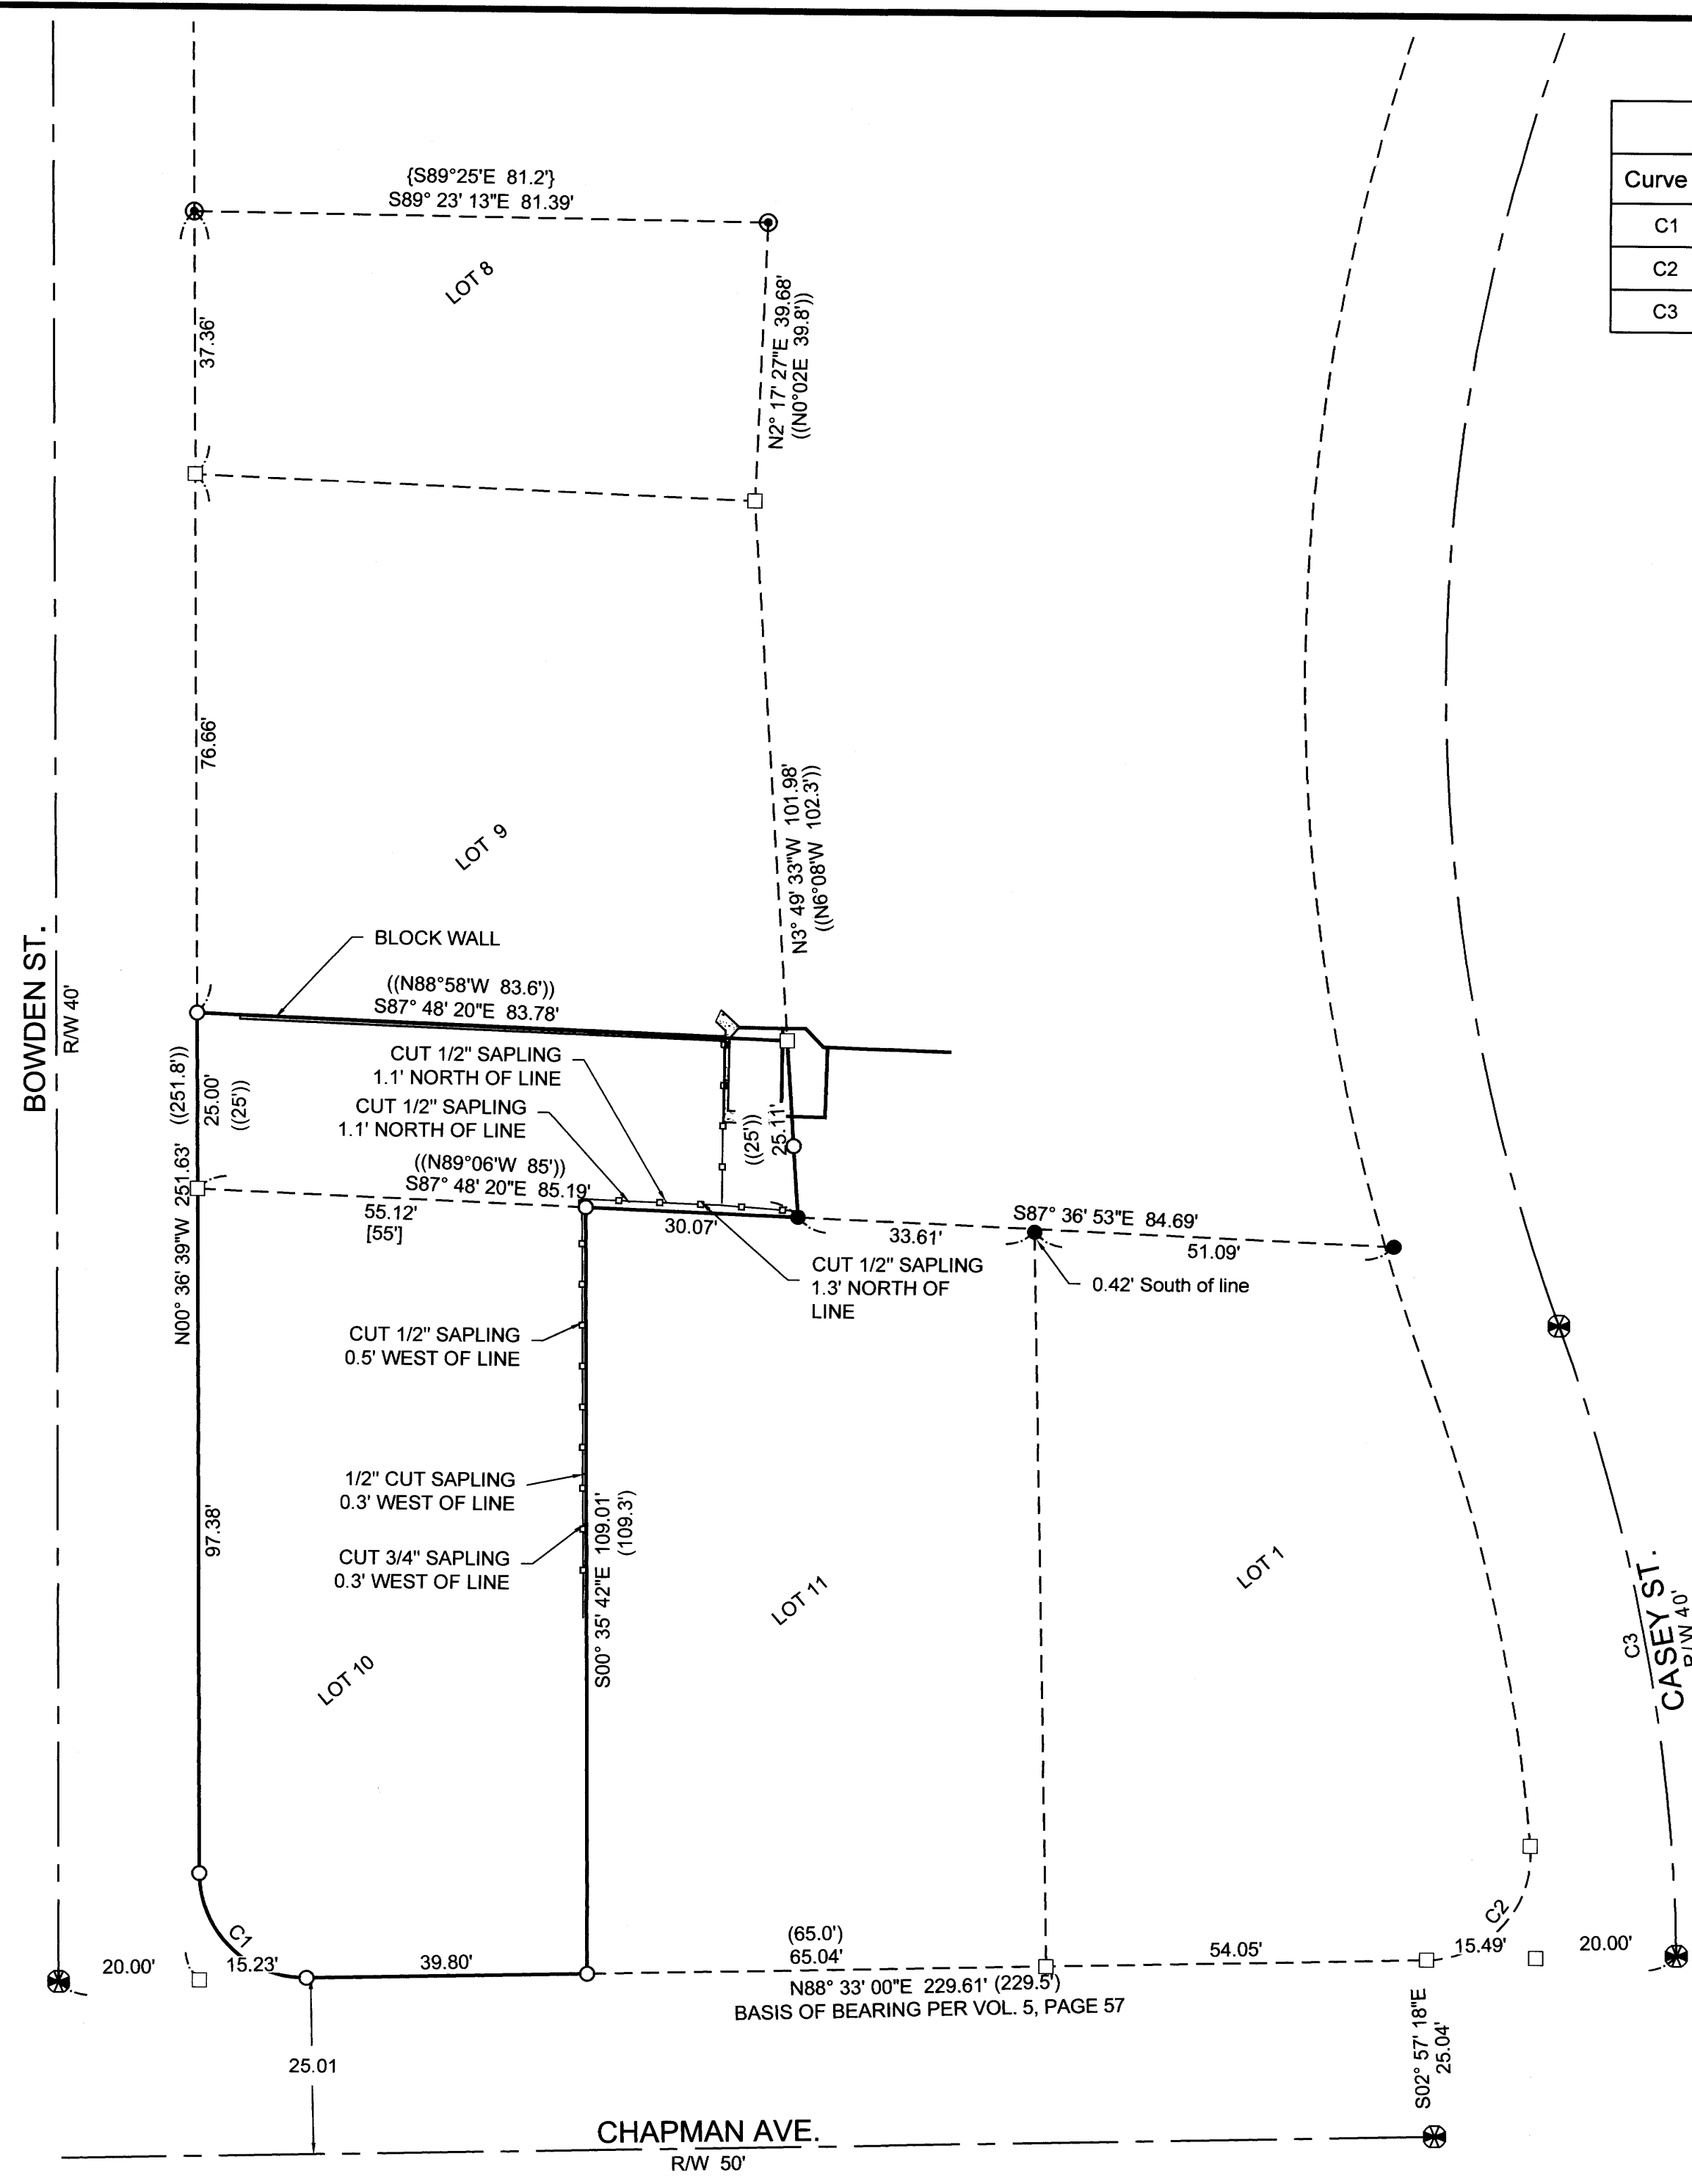 Curve
C1
C2
C3
{S89°25'E 81.2'}
S89° 23' 13"E 81.39'
LOT 8
37.36'
N2° 17' 27"E 39.68'
((N0°02E 39.8'))
76.66'
LOT 9
N3° 49' 33"W 101.98'
((N6°08'W 102.3'))
BOWDEN ST.
R/W 40'
BLOCK WALL
((N88°58'W 83.6'))
S87° 48' 20"E 83.78'
CUT 1/2" SAPLING
1.1' NORTH OF LINE
CUT 1/2" SAPLING
1.1' NORTH OF LINE
N00° 36' 39"W 251.63' ((251.8'))
25.00'
((25'))
((25'))
25.11'
((N89°06'W 85'))
S87° 48' 20"E 85.19'
55.12'
[55']
30.07'
33.61'
S87° 36' 53"E 84.69'
51.09'
CUT 1/2" SAPLING
1.3' NORTH OF
LINE
0.42' South of line
CUT 1/2" SAPLING
0.5' WEST OF LINE
1/2" CUT SAPLING
0.3' WEST OF LINE
CUT 3/4" SAPLING
0.3' WEST OF LINE
97.38'
S00° 35' 42"E 109.01'
(109.3')
LOT 10
LOT 11
LOT 1
C3
CASEY ST.
R/W 40'
C1
C2
20.00'
15.23'
39.80'
(65.0')
65.04'
54.05'
15.49'
20.00'
N88° 33' 00"E 229.61' (229.5')
BASIS OF BEARING PER VOL. 5, PAGE 57
25.01
S02° 57' 18"E
25.04'
CHAPMAN AVE.
R/W 50'